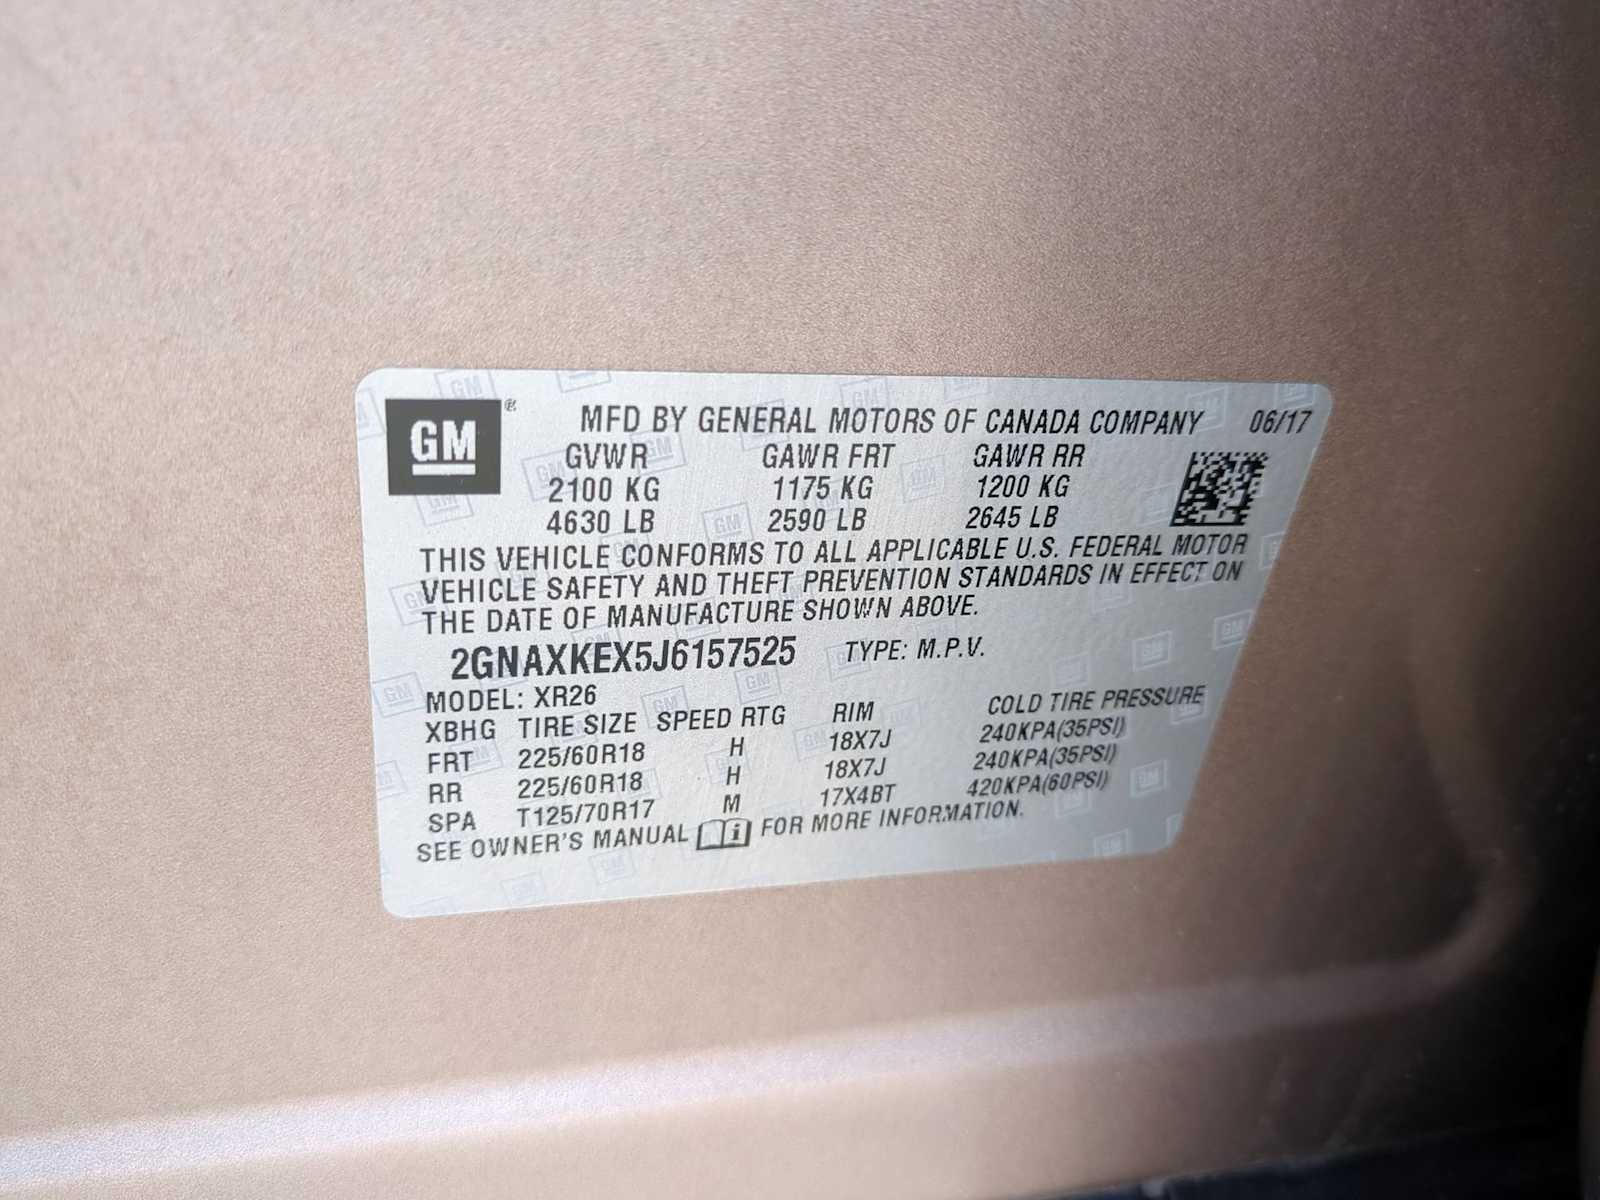 GM®
MFD BY GENERAL MOTORS OF CANADA COMPANY 06/17
GVWR GAWR FRT GAWR RR
2100 KG 1175 KG 1200 KG
4630 LB 2590 LB 2645 LB
THIS VEHICLE CONFORMS TO ALL APPLICABLE U.S. FEDERAL MOTOR
VEHICLE SAFETY AND THEFT PREVENTION STANDARDS IN EFFECT ON
THE DATE OF MANUFACTURE SHOWN ABOVE.
2GNAXKEX5J6157525 TYPE: M.P.V.
MODEL: XR26
XBHG TIRE SIZE SPEED RTG RIM COLD TIRE PRESSURE
FRT 225/60R18 H 18X7J 240KPA(35PSI)
RR 225/60R18 H 18X7J 240KPA(35PSI)
SPA T125/70R17 M 17X4BT 420KPA(60PSI)
SEE OWNER'S MANUAL i FOR MORE INFORMATION.